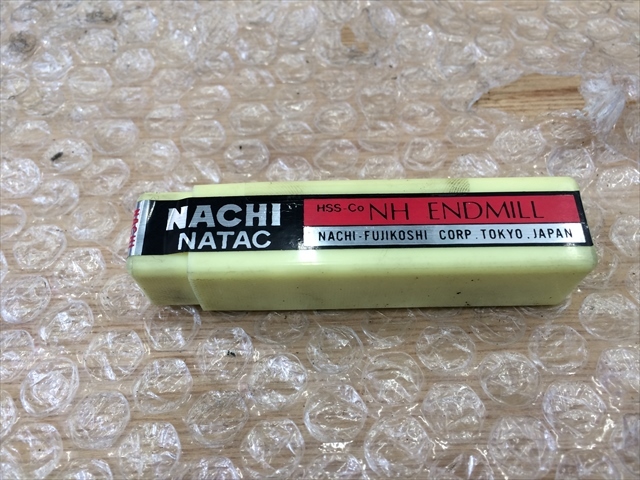 NACHI
NATAC
HSS-Co NH ENDMILL
NACHI-FUJIKOSHI CORP.TOKYO.JAPAN